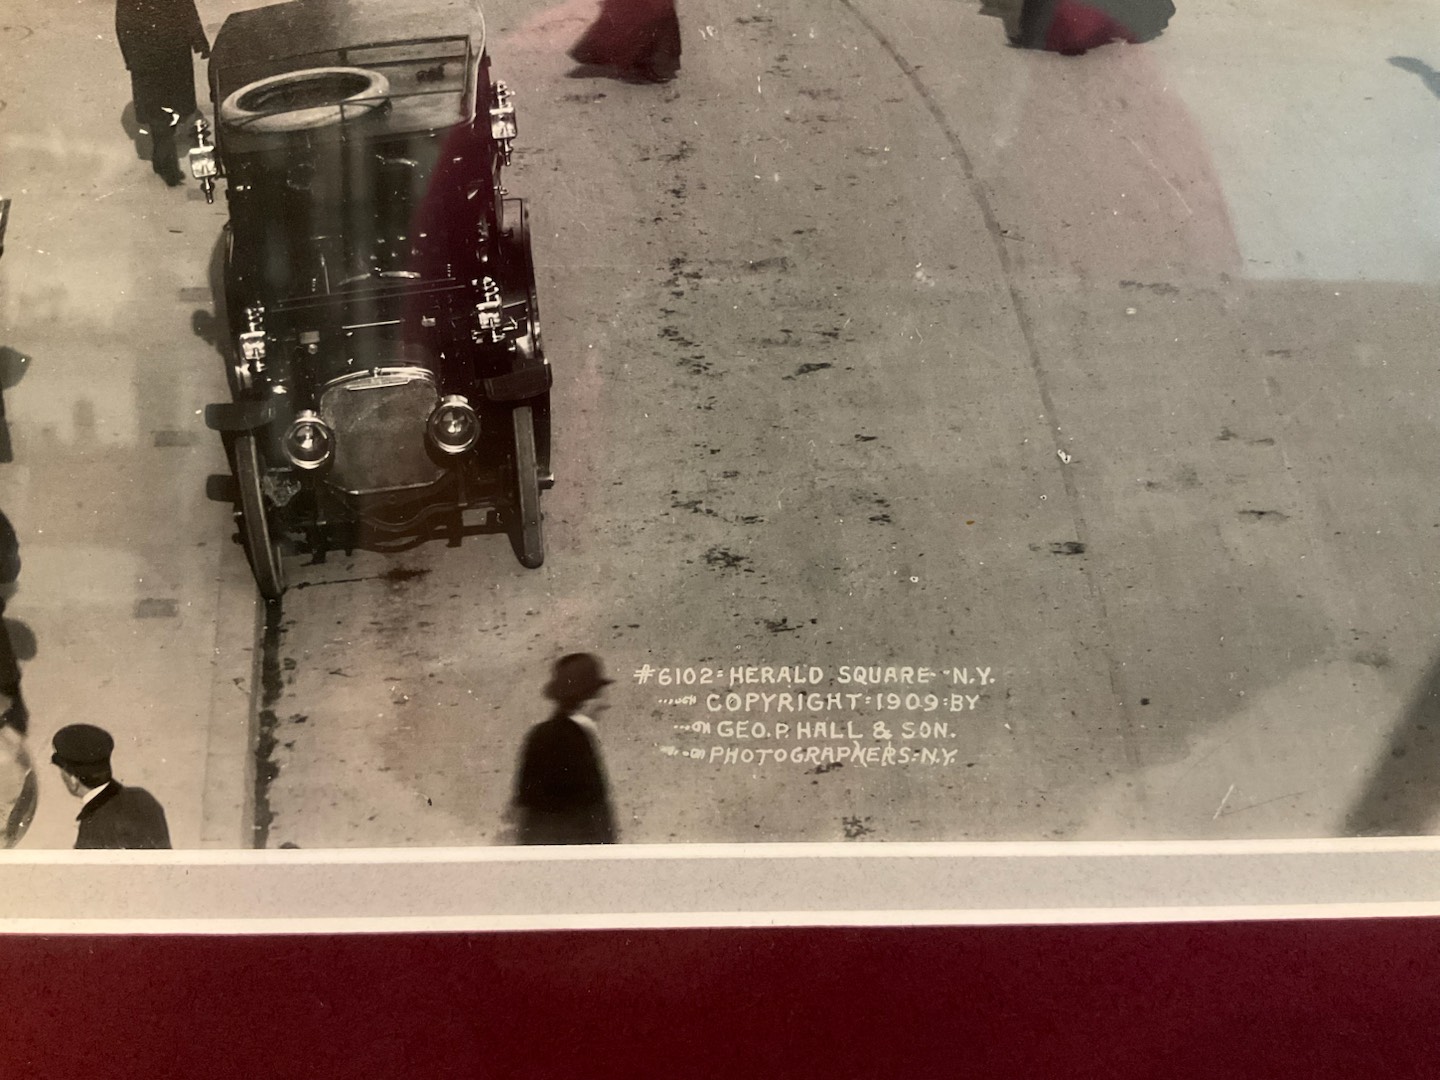 #6102=HERALD SQUARE--N.Y.
COPYRIGHT=1909=BY
GEO.P. HALL & SON.
PHOTOGRAPHERS=N.Y.